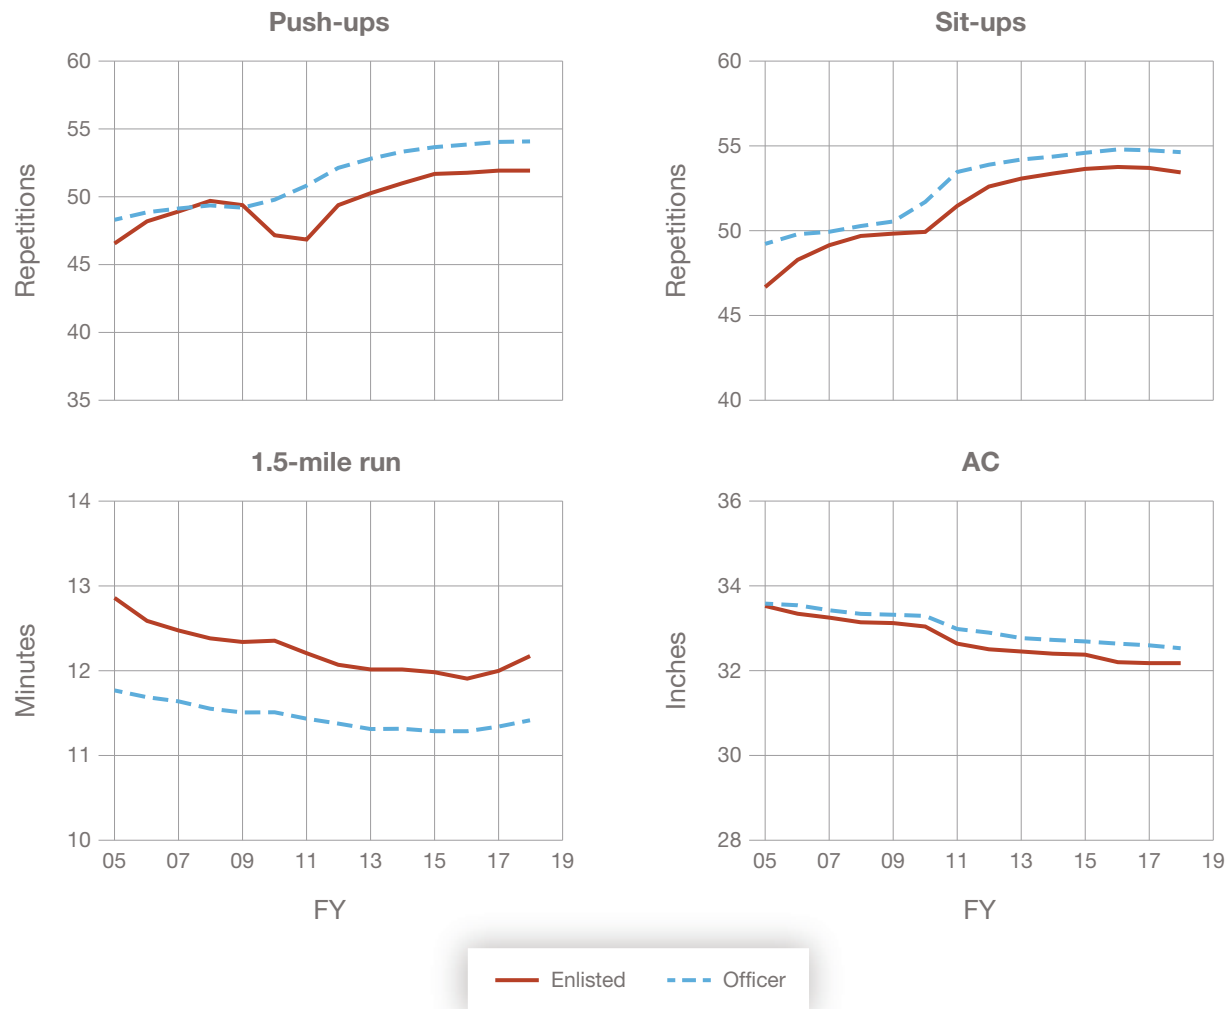 Push-ups
60
55
50
45
40
35
Repetitions
Sit-ups
60
55
50
45
40
Repetitions
1.5-mile run
14
13
12
11
10
Minutes
05 07 09 11 13 15 17 19
FY
AC
36
34
32
30
28
Inches
05 07 09 11 13 15 17 19
FY
Enlisted Officer